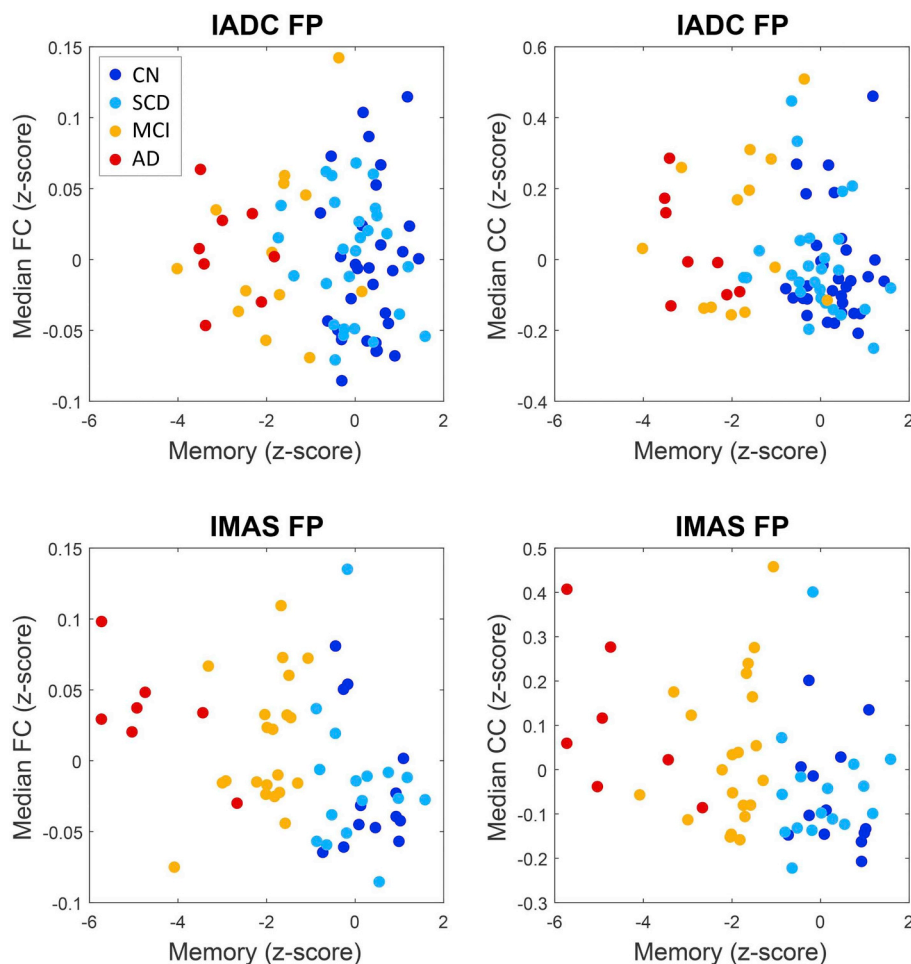 IADC FP
0.15
0.1
0.05
0
-0.05
-0.1
Median FC (z-score)
CN
SCD
MCI
AD
-6
-4
-2
0
2
Memory (z-score)
IADC FP
0.6
0.4
0.2
0
-0.2
-0.4
Median CC (z-score)
-6
-4
-2
0
2
Memory (z-score)
IMAS FP
0.15
0.1
0.05
0
-0.05
-0.1
Median FC (z-score)
-6
-4
-2
0
2
Memory (z-score)
IMAS FP
0.5
0.4
0.3
0.2
0.1
0
-0.1
-0.2
-0.3
Median CC (z-score)
-6
-4
-2
0
2
Memory (z-score)